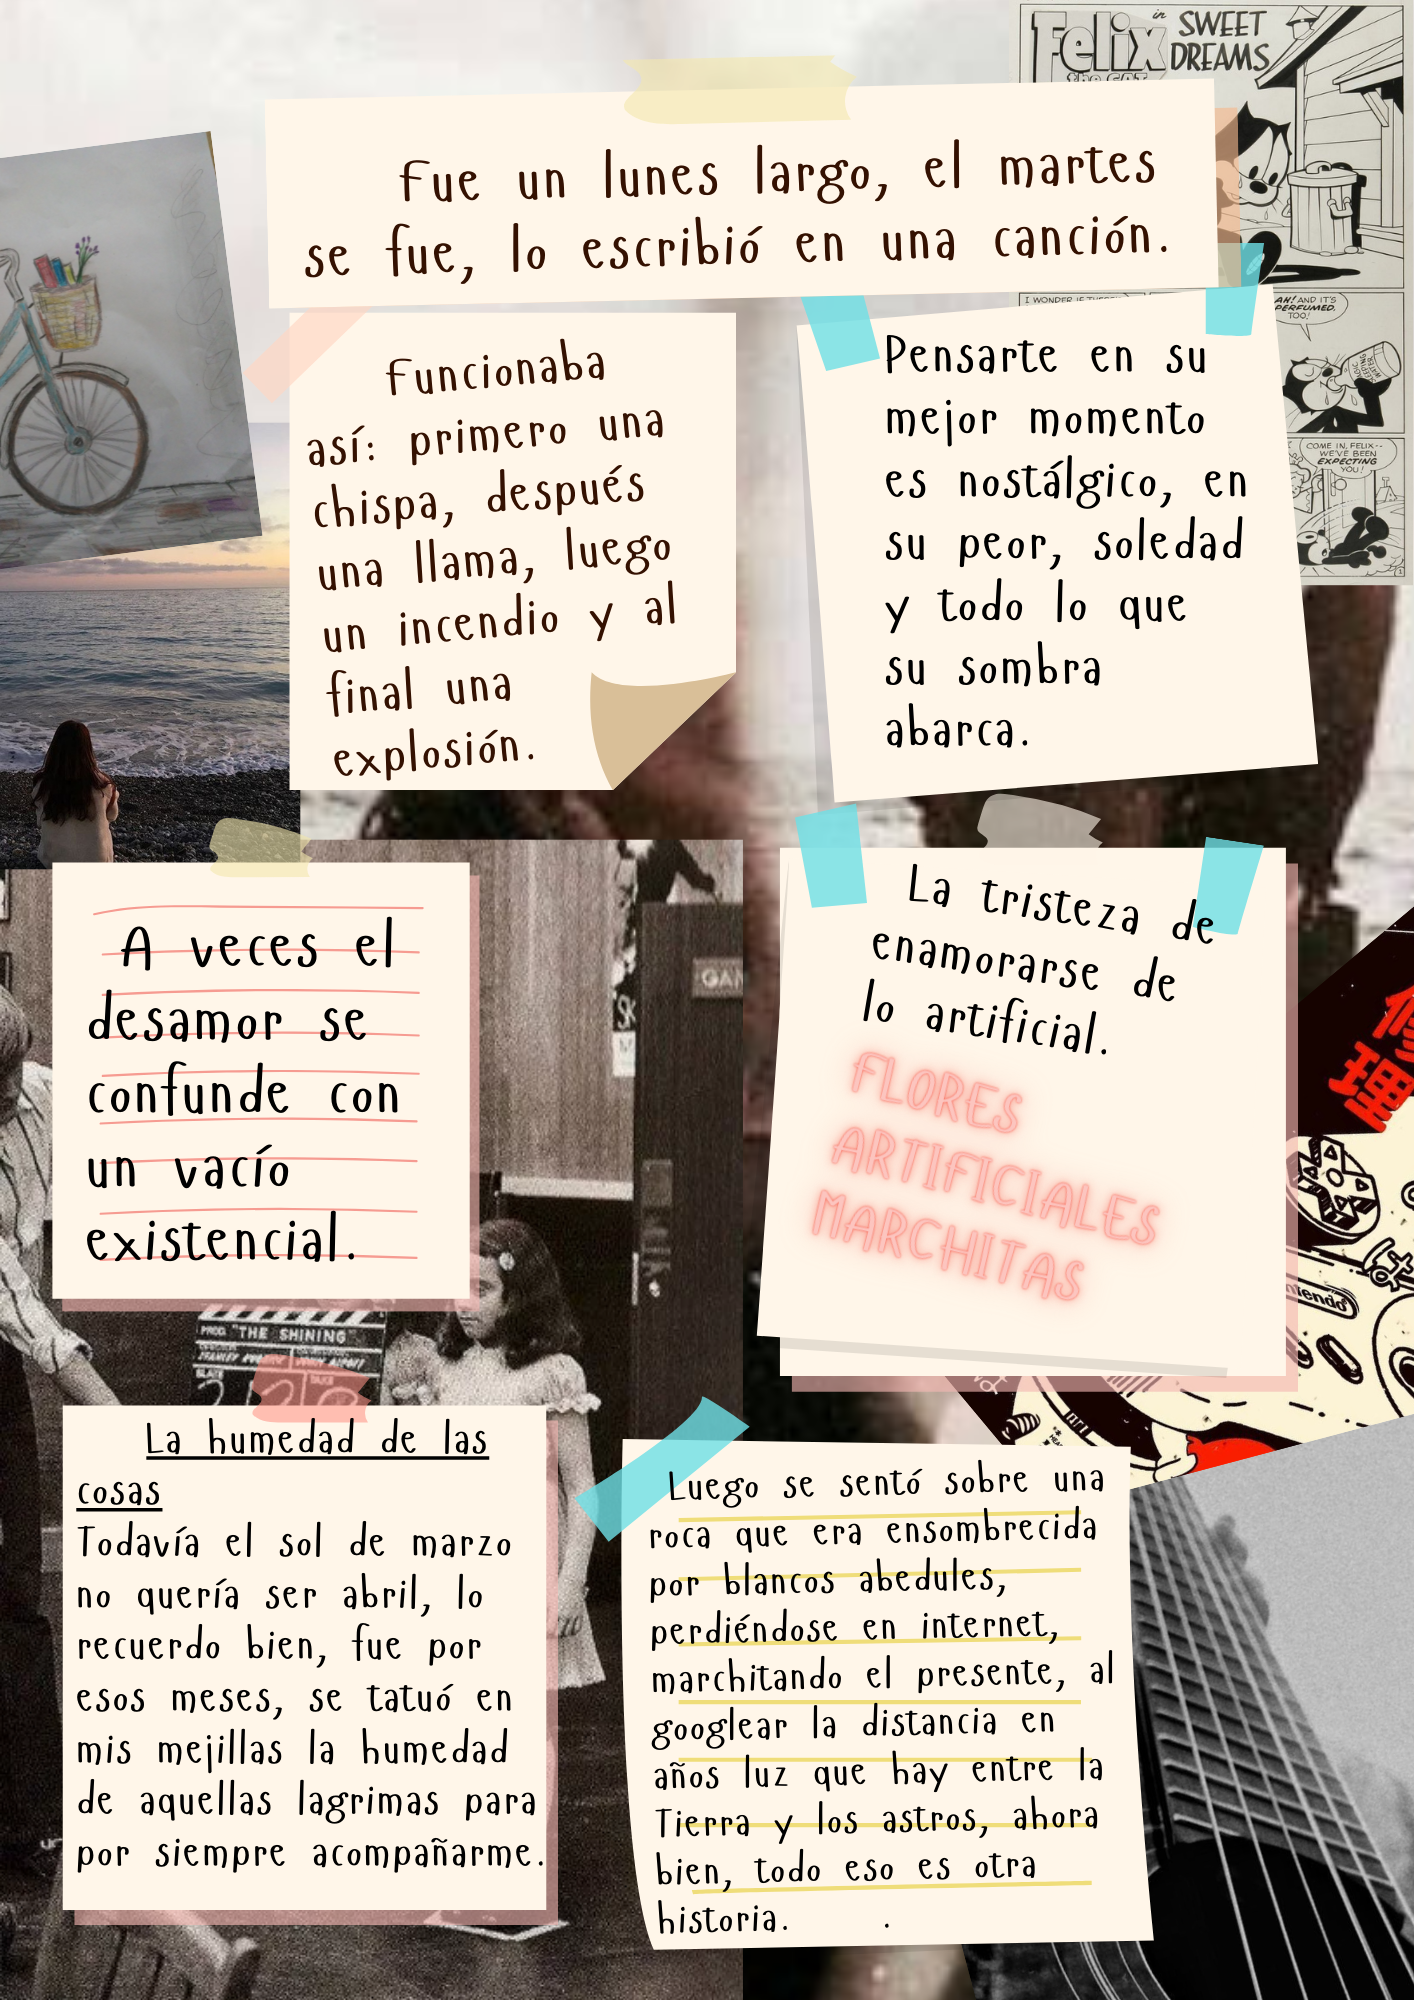 Felix in SWEET DREAMS
the CAT
Fue un lunes largo, el martes
se fue, lo escribió en una canción.
I WONDER IF
AH! AND IT'S
PERFUMED,
TOO!
COME IN, FELIX--
WE'VE BEEN
EXPECTING
YOU!
Funcionaba
así: primero una
chispa, después
una llama, luego
un incendio y al
final una
explosión.
Pensarte en su
mejor momento
es nostálgico, en
su peor, soledad
y todo lo que
su sombra
abarca.
A veces el
desamor se
confunde con
un vacío
existencial.
La tristeza de
enamorarse de
lo artificial.
FLORES
ARTIFICIALES
MARCHITAS
GAM
修
理
PROD. "THE SHINING"
SLATE
TAKE
La humedad de las
cosas
Todavía el sol de marzo
no quería ser abril, lo
recuerdo bien, fue por
esos meses, se tatuó en
mis mejillas la humedad
de aquellas lagrimas para
por siempre acompañarme.
Luego se sentó sobre una
roca que era ensombrecida
por blancos abedules,
perdiéndose en internet,
marchitando el presente, al
googlear la distancia en
años luz que hay entre la
Tierra y los astros, ahora
bien, todo eso es otra
historia. .